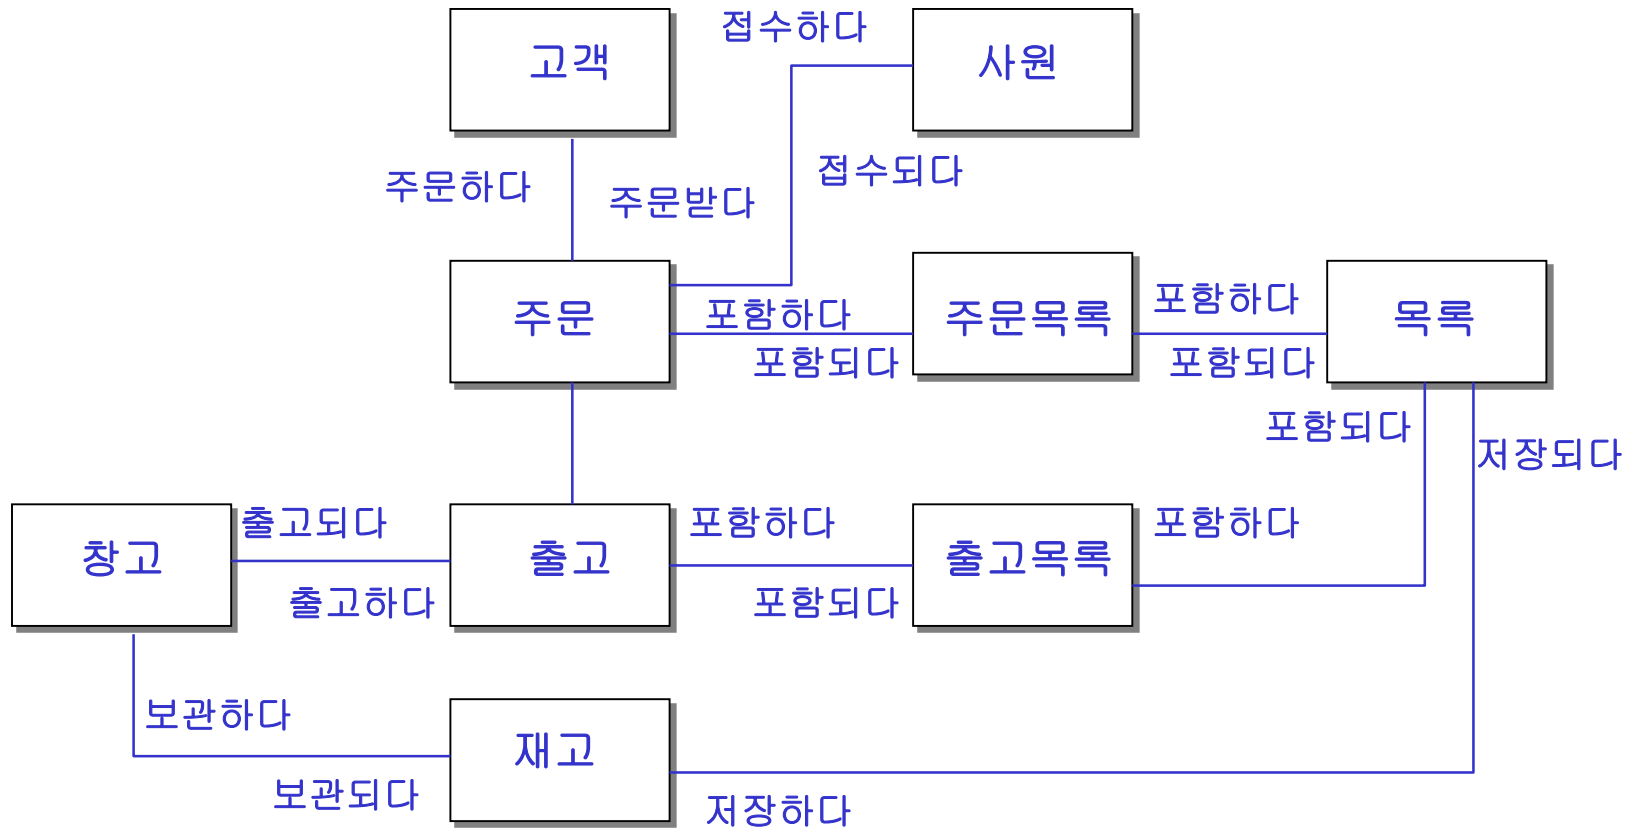 고객
접수하다
사원
주문하다
주문받다
접수되다
주문
포함하다
포함되다
주문목록
포함하다
포함되다
목록
포함되다
저장되다
창고
출고되다
출고하다
출고
포함하다
포함되다
출고목록
포함하다
보관하다
보관되다
재고
저장하다